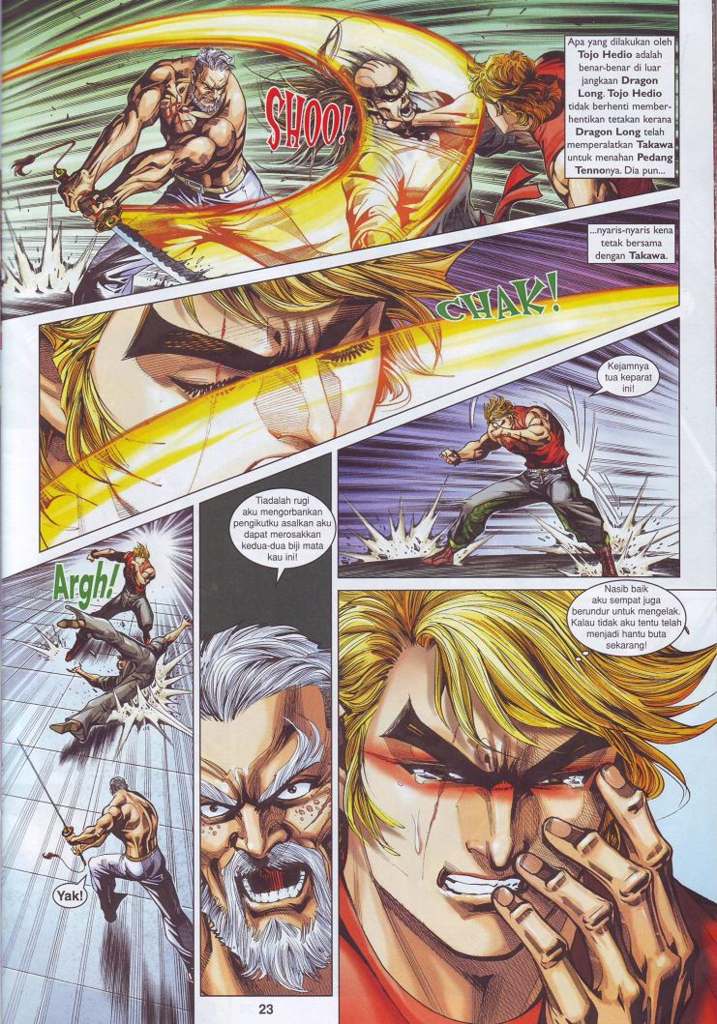 Apa yang dilakukan oleh
Tojo Hedio adalah
benar-benar di luar
jangkaan Dragon
Long. Tojo Hedio
tidak berhenti member-
hentikan tetakan kerana
Dragon Long telah
memperalatkan Takawa
untuk menahan Pedang
Tennonya. Dia pun...
SHOO!
...nyaris-nyaris kena
tetak bersama
dengan Takawa.
CHAK!
Kejamnya
tua keparat
ini!
Argh!
Yak!
Tiadalah rugi
aku mengorbankan
pengikutku asalkan aku
dapat merosakkan
kedua-dua biji mata
kau ini!
Nasib baik
aku sempat juga
berundur untuk mengelak.
Kalau tidak aku tentu telah
menjadi hantu buta
sekarang!
23